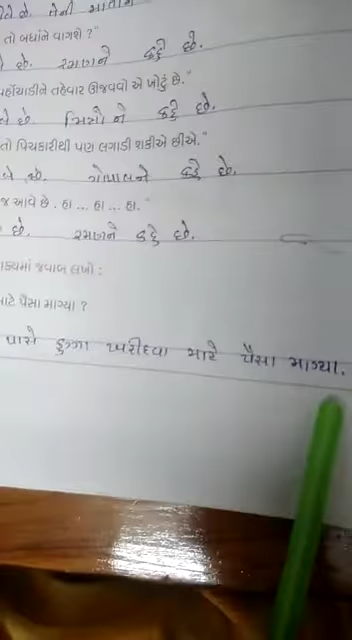 તો બધાંને વાગશે ?"
છે. રમણને કહે છે.
પહોંચાડીને તહેવાર ઊજવવો એ ખોટું છે."
છે. મિત્રોને કહે છે.
તો પિચકારીથી પણ લગાડી શકીએ છીએ."
છે. ગોપાલને કહે છે.
જ આવે છે. હા ... હા ... હા."
છે. રમણને કહે છે.
વાક્યમાં જવાબ લખો :
માટે પૈસા માગ્યા ?
પાસે ફુગ્ગા ખરીદવા માટે પૈસા માગ્યા.